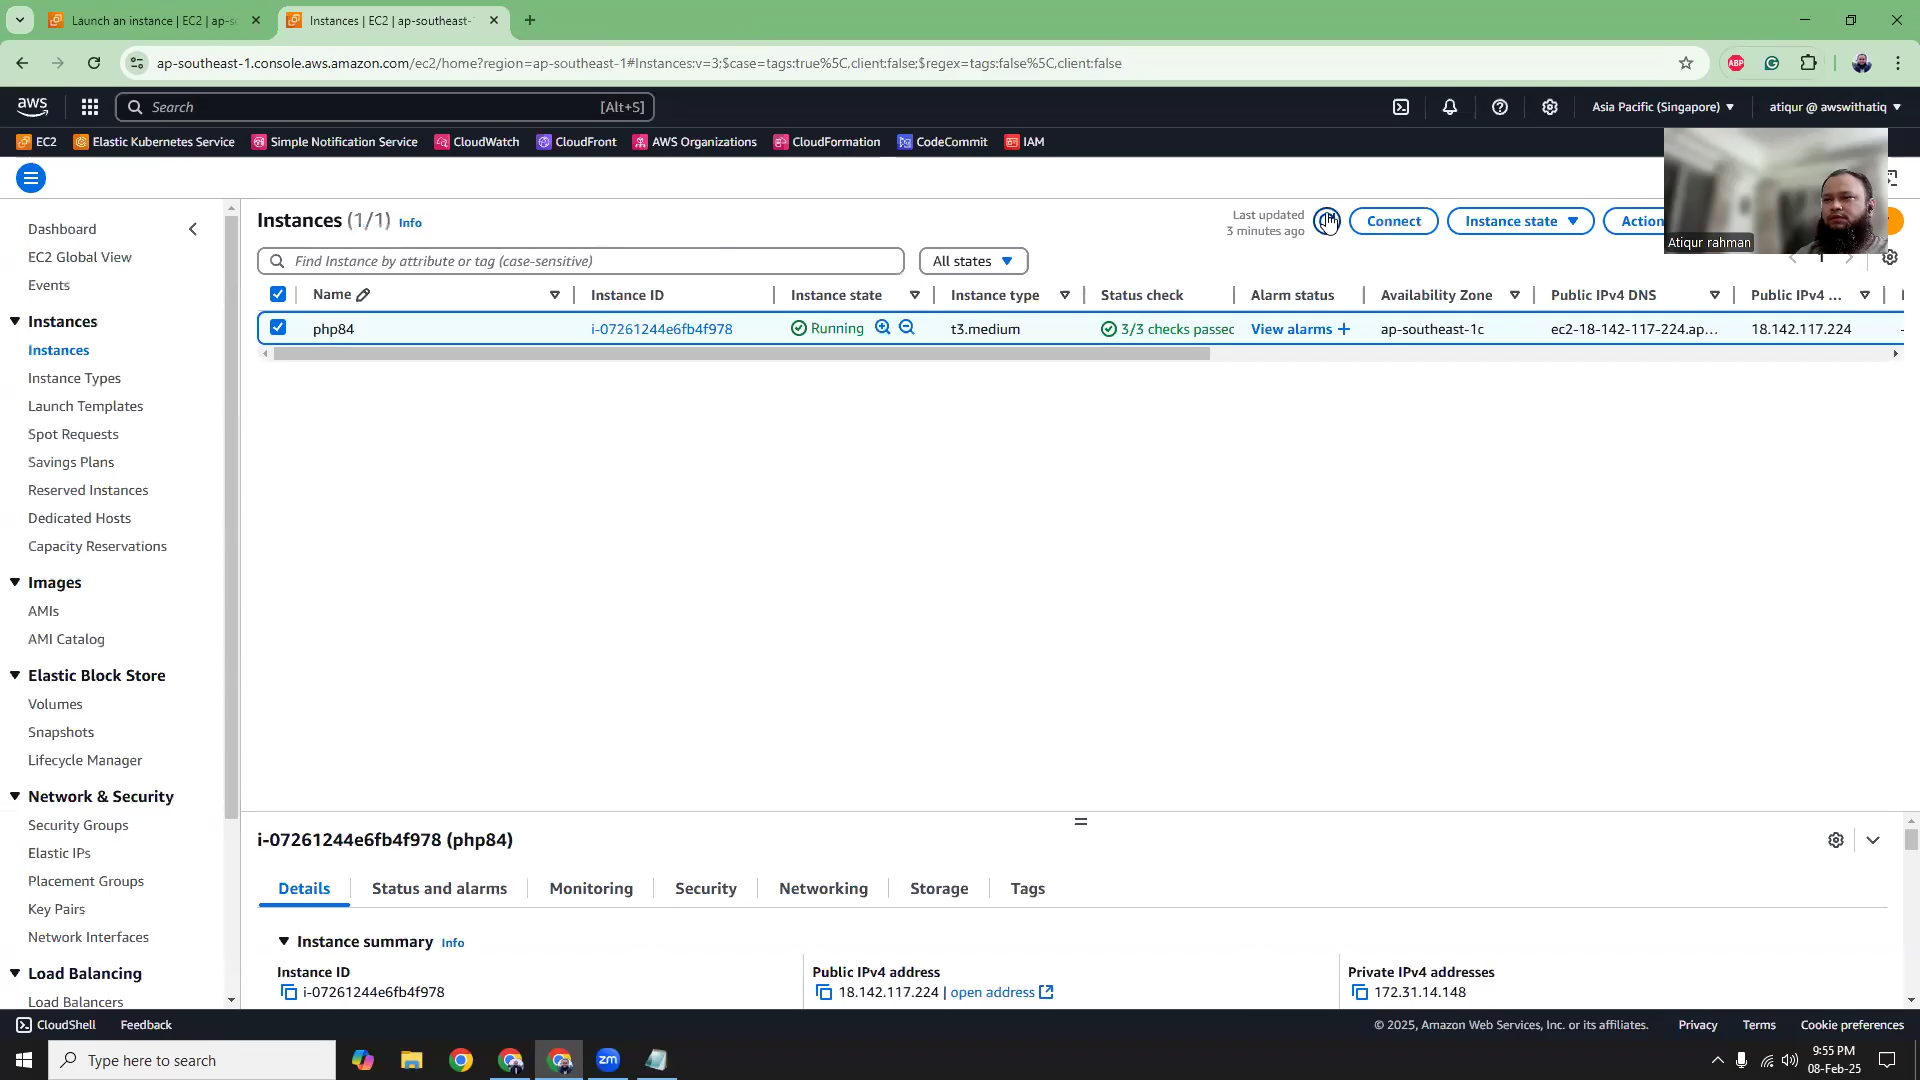 Launch an instance | EC2 | ap-s
Instances | EC2 | ap-southeast-
ap-southeast-1.console.aws.amazon.com/ec2/home?region=ap-southeast-1#Instances:v=3;$case=tags:true%5C,client:false;$regex=tags:false%5C,client:false
ABP
aws
Search
[Alt+S]
Asia Pacific (Singapore)
atiqur @ awswithatiq
EC2
Elastic Kubernetes Service
Simple Notification Service
CloudWatch
CloudFront
AWS Organizations
CloudFormation
CodeCommit
IAM
Atiqur rahman
Dashboard
EC2 Global View
Events
Instances
Instances
Instance Types
Launch Templates
Spot Requests
Savings Plans
Reserved Instances
Dedicated Hosts
Capacity Reservations
Images
AMIs
AMI Catalog
Elastic Block Store
Volumes
Snapshots
Lifecycle Manager
Network & Security
Security Groups
Elastic IPs
Placement Groups
Key Pairs
Network Interfaces
Load Balancing
Load Balancers
Instances (1/1) Info
Last updated
3 minutes ago
Connect
Instance state
Action
Find Instance by attribute or tag (case-sensitive)
All states
1
Name
Instance ID
Instance state
Instance type
Status check
Alarm status
Availability Zone
Public IPv4 DNS
Public IPv4 ...
php84
i-07261244e6fb4f978
Running
t3.medium
3/3 checks passec
View alarms +
ap-southeast-1c
ec2-18-142-117-224.ap...
18.142.117.224
i-07261244e6fb4f978 (php84)
Details
Status and alarms
Monitoring
Security
Networking
Storage
Tags
Instance summary Info
Instance ID
i-07261244e6fb4f978
Public IPv4 address
18.142.117.224 | open address
Private IPv4 addresses
172.31.14.148
CloudShell
Feedback
© 2025, Amazon Web Services, Inc. or its affiliates.
Privacy
Terms
Cookie preferences
Type here to search
zm
9:55 PM
08-Feb-25